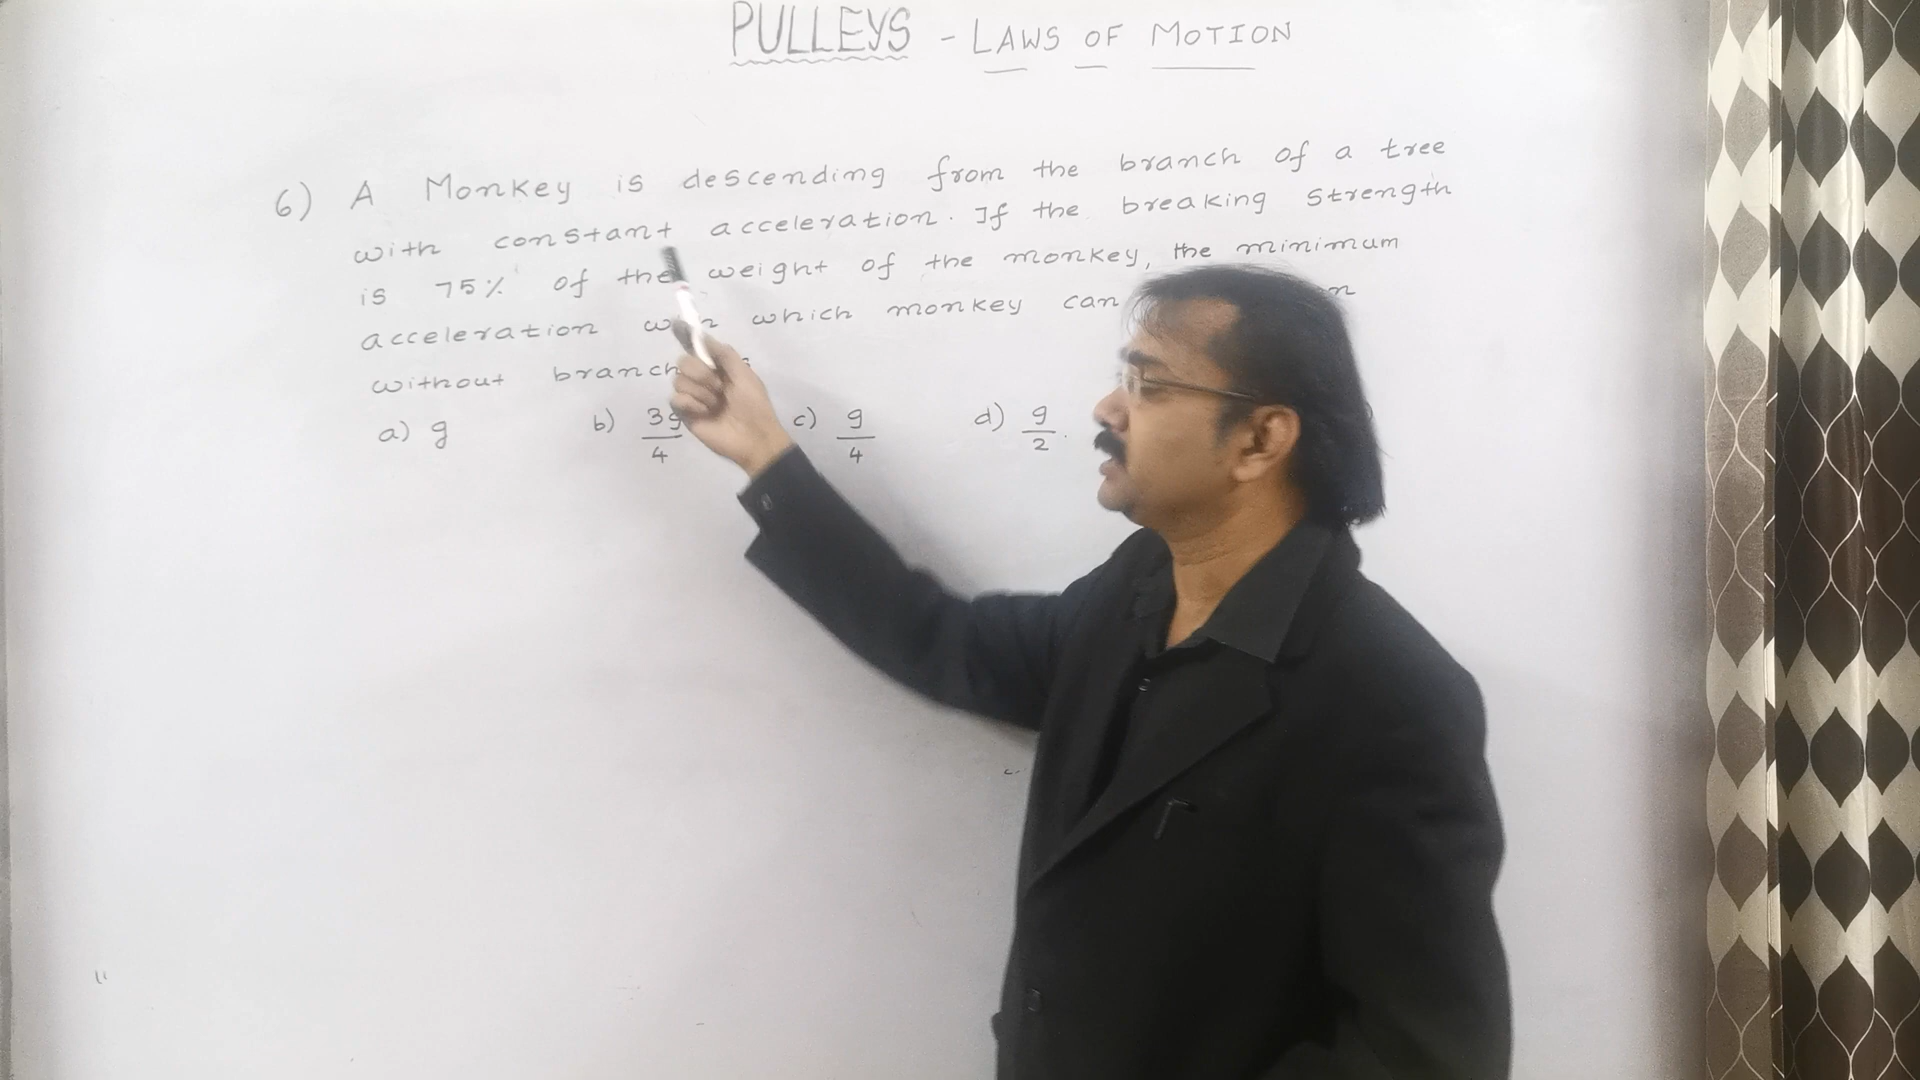 PULLEYS - LAWS OF MOTION
6) A Monkey is descending from the branch of a tree
with constant acceleration. If the breaking strength
is 75% of the weight of the monkey, the minimum
acceleration which monkey can
without branch
a) g b) 3g/4 c) g/4 d) g/2.